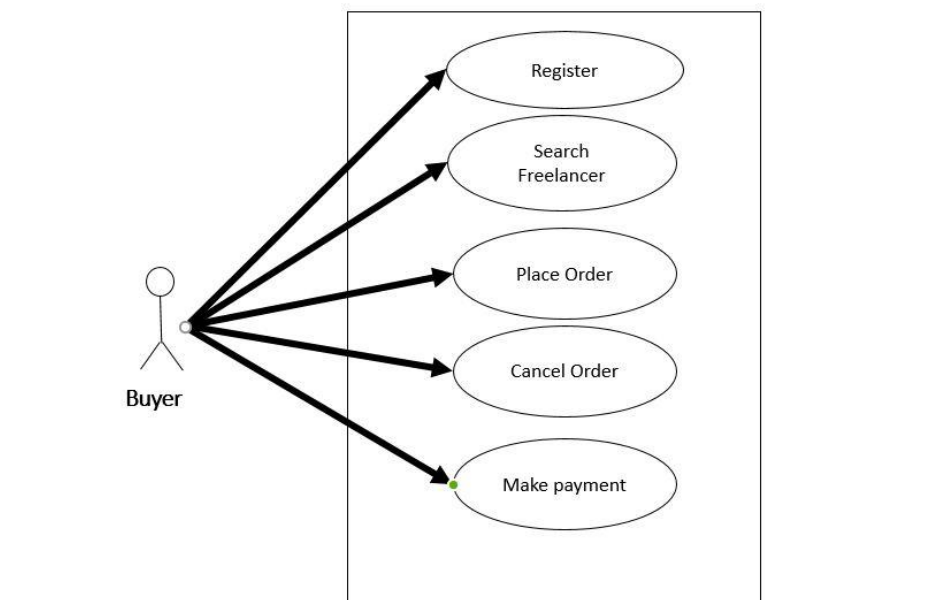 Register
Search
Freelancer
Place Order
Cancel Order
Buyer
Make payment